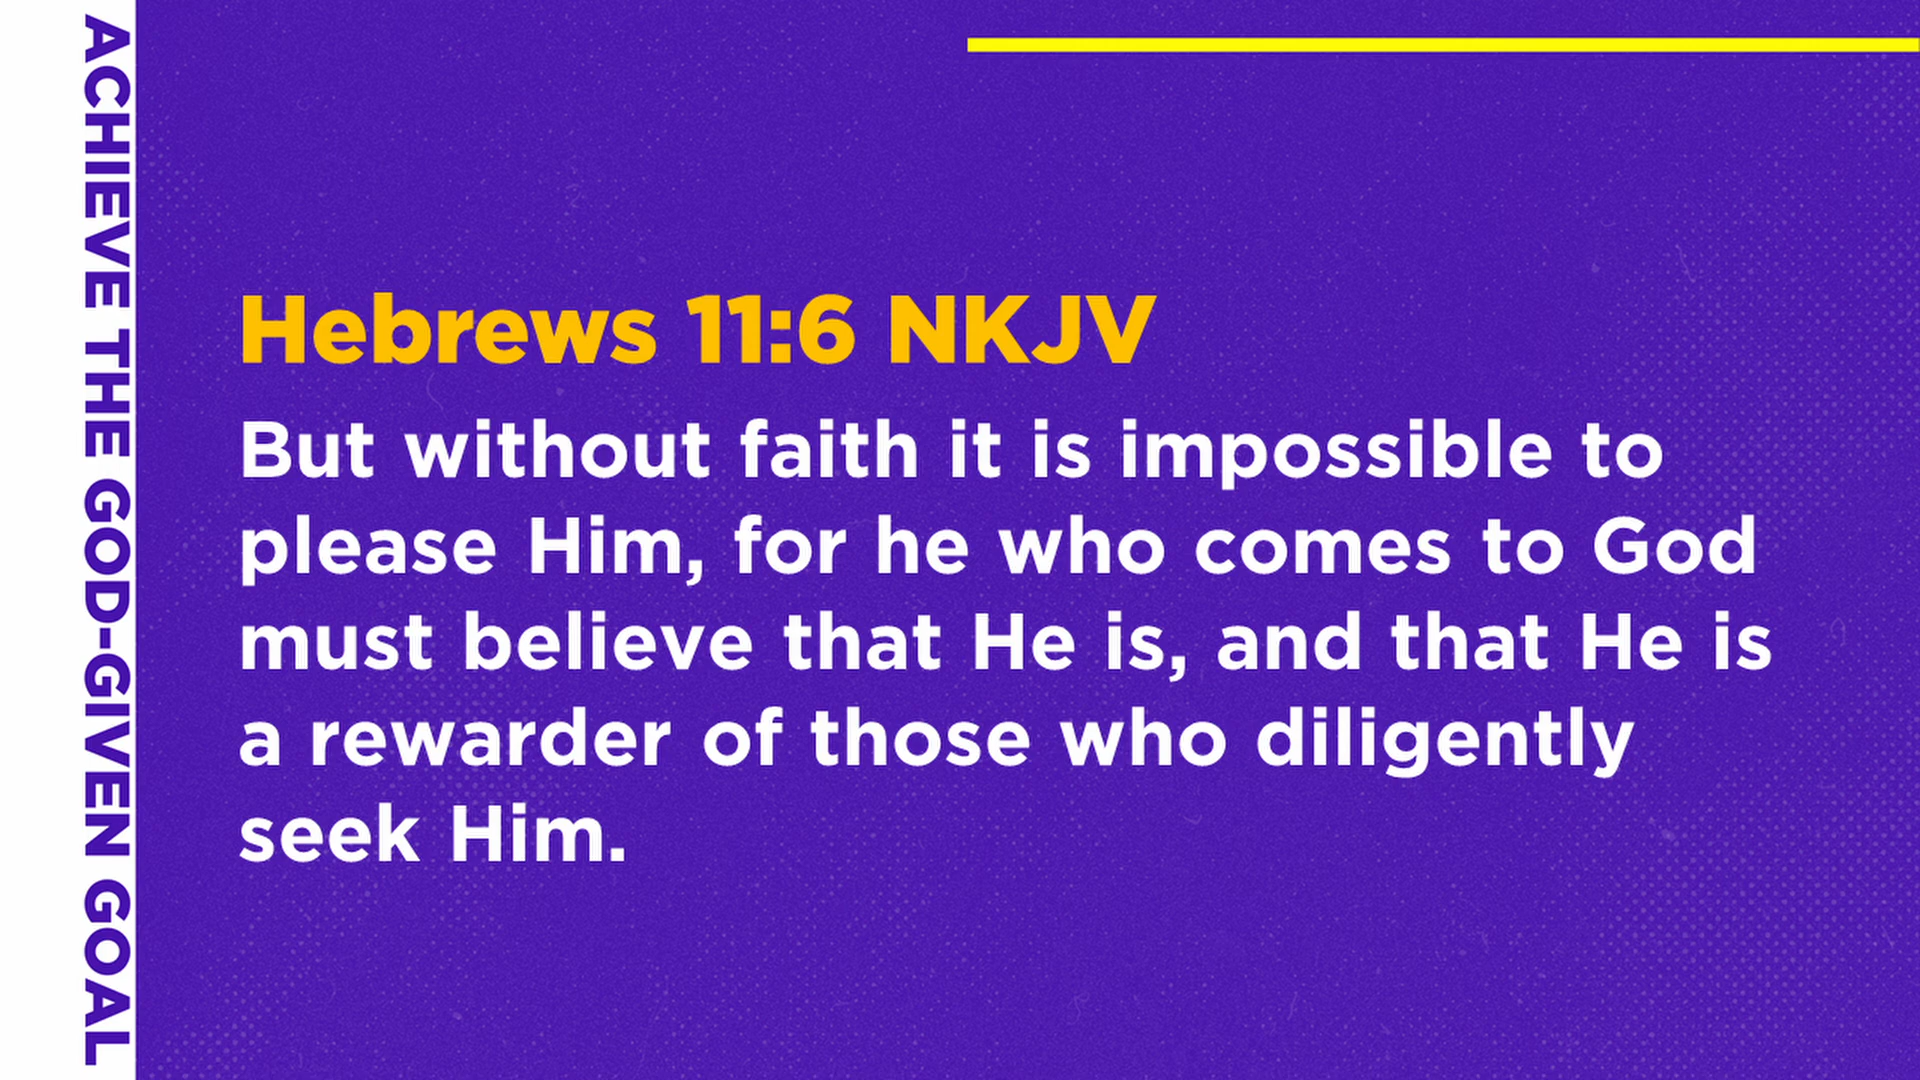 ACHIEVE THE GOD-GIVEN GOAL
Hebrews 11:6 NKJV
But without faith it is impossible to
please Him, for he who comes to God
must believe that He is, and that He is
a rewarder of those who diligently
seek Him.